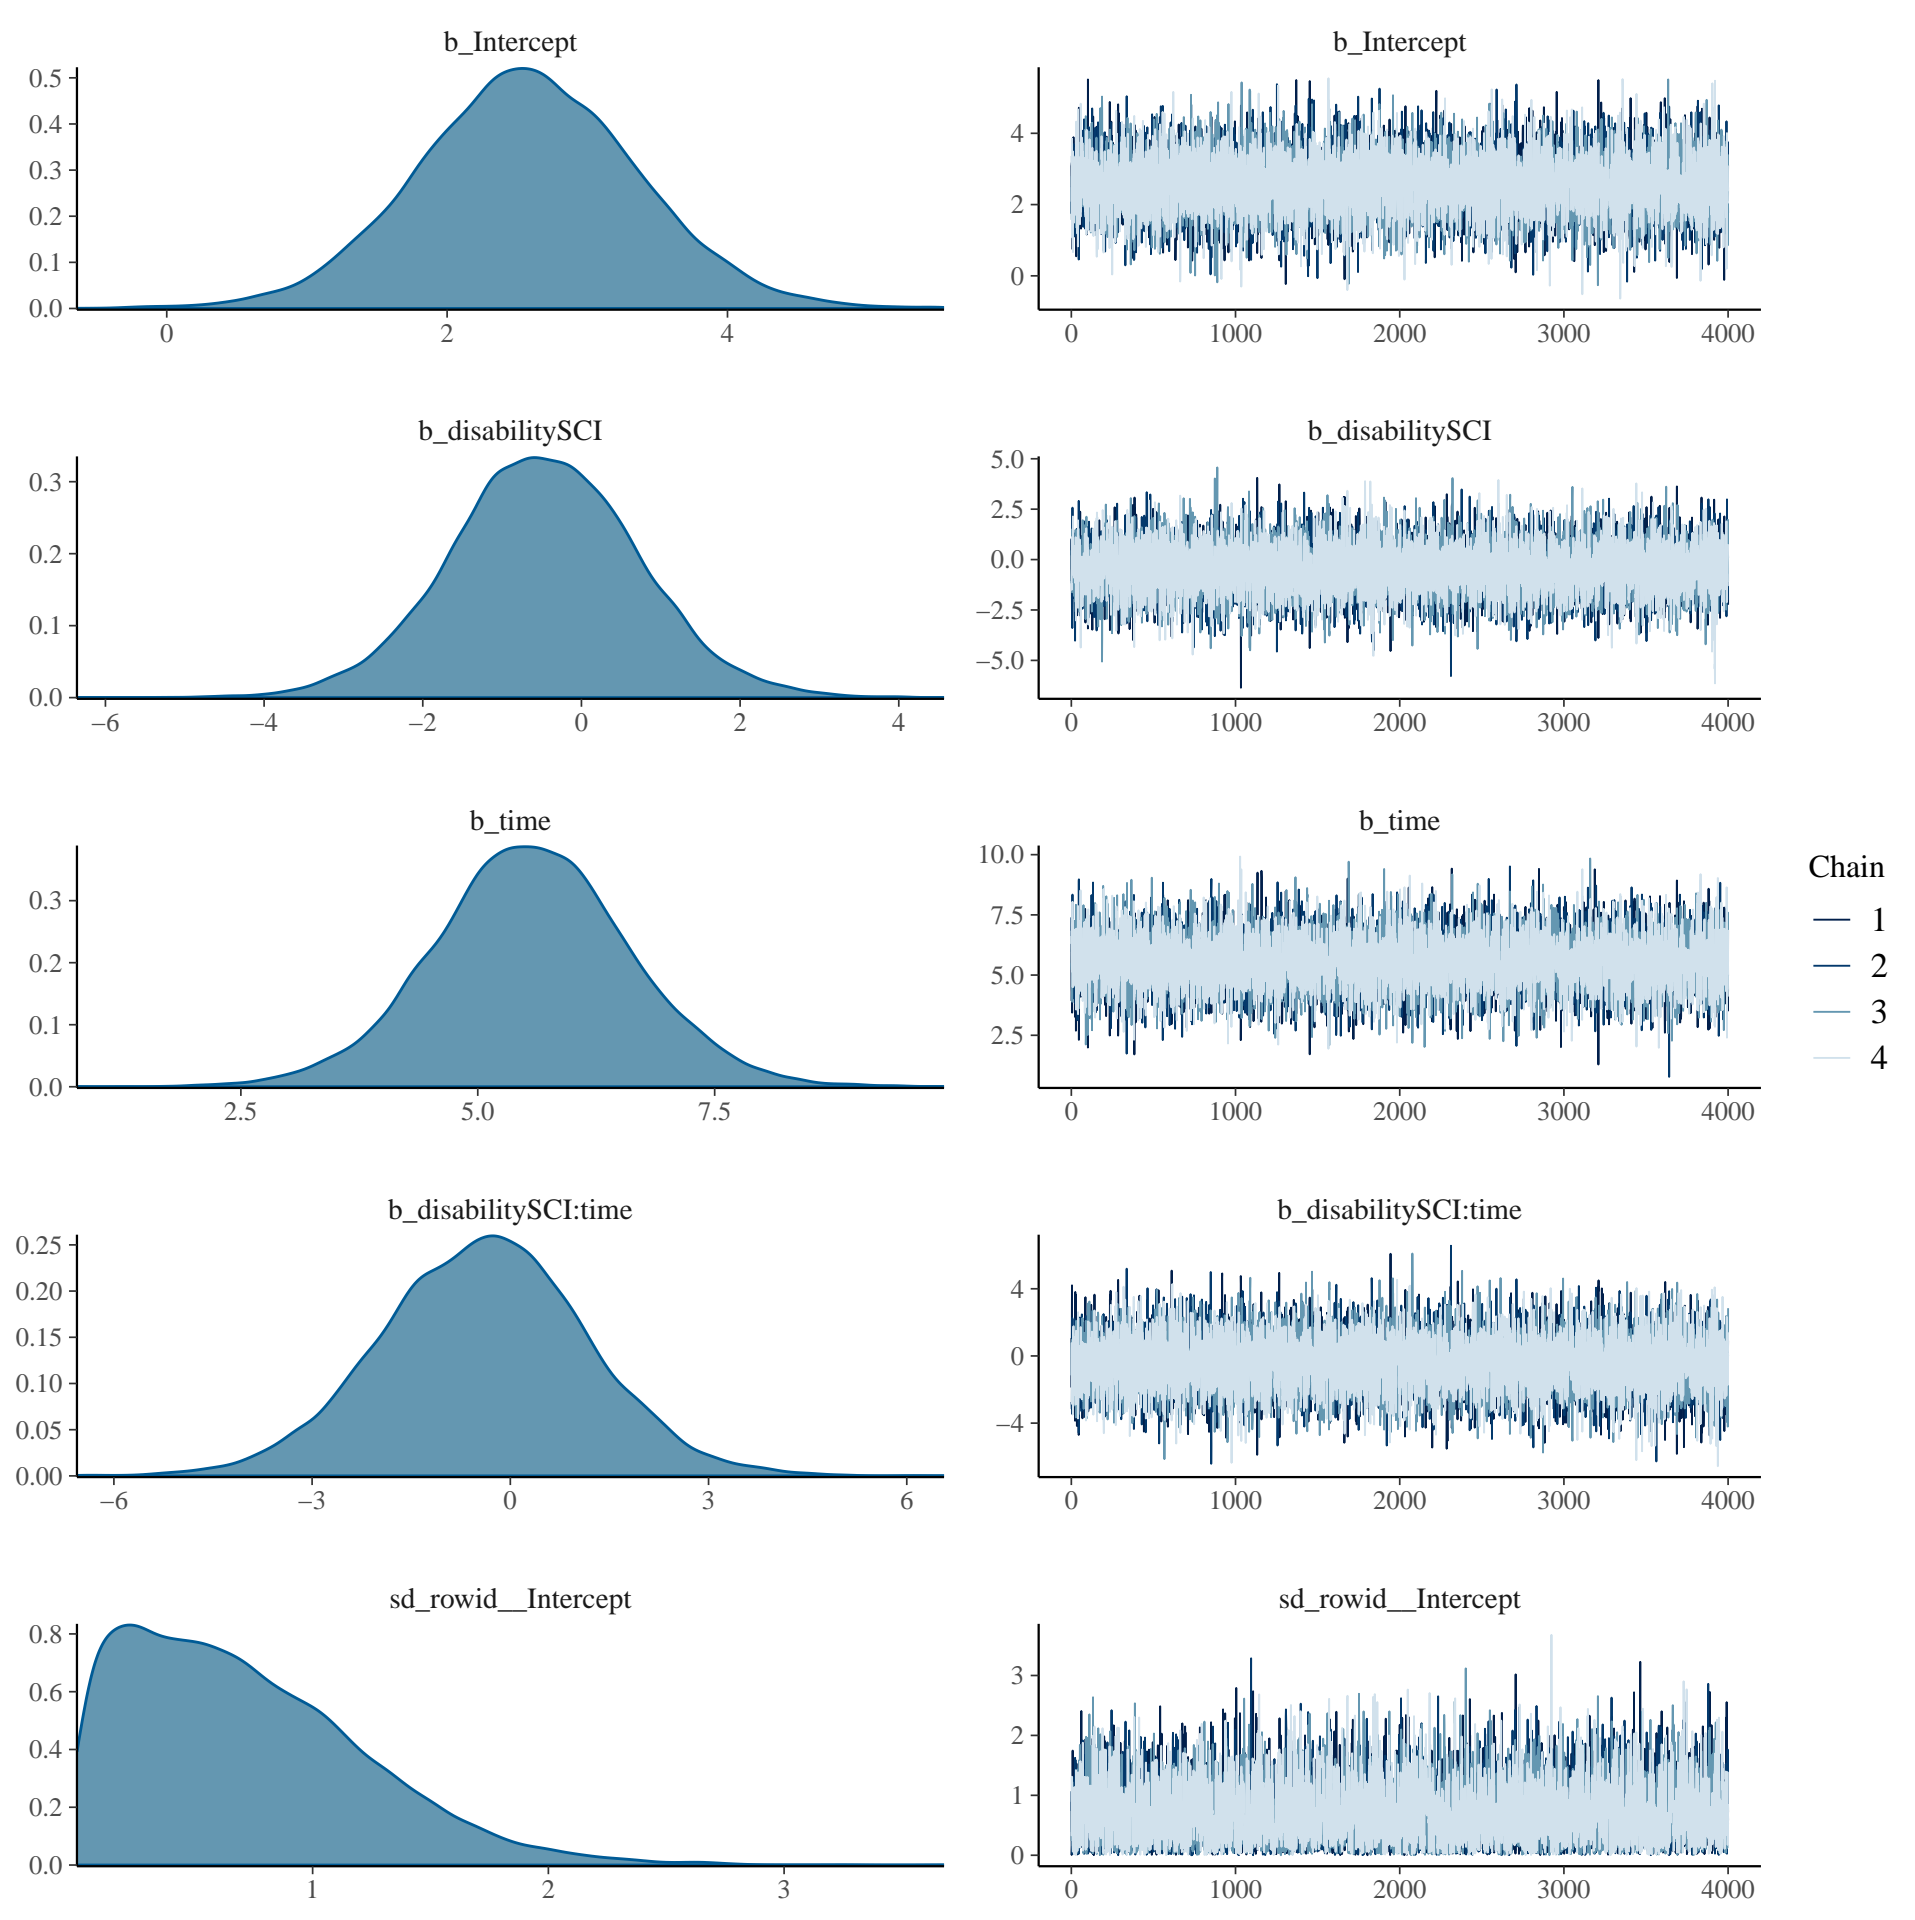 b_Intercept
b_Intercept
0.5
0.4
0.3
0.2
0.1
0.0
0 2 4
4
2
0
0 1000 2000 3000 4000
b_disabilitySCI
b_disabilitySCI
0.3
0.2
0.1
0.0
−6 −4 −2 0 2 4
5.0
2.5
0.0
−2.5
−5.0
0 1000 2000 3000 4000
b_time
b_time
0.3
0.2
0.1
0.0
2.5 5.0 7.5
10.0
7.5
5.0
2.5
0 1000 2000 3000 4000
Chain
1
2
3
4
b_disabilitySCI:time
b_disabilitySCI:time
0.25
0.20
0.15
0.10
0.05
0.00
−6 −3 0 3 6
4
0
−4
0 1000 2000 3000 4000
sd_rowid__Intercept
sd_rowid__Intercept
0.8
0.6
0.4
0.2
0.0
1 2 3
3
2
1
0
0 1000 2000 3000 4000